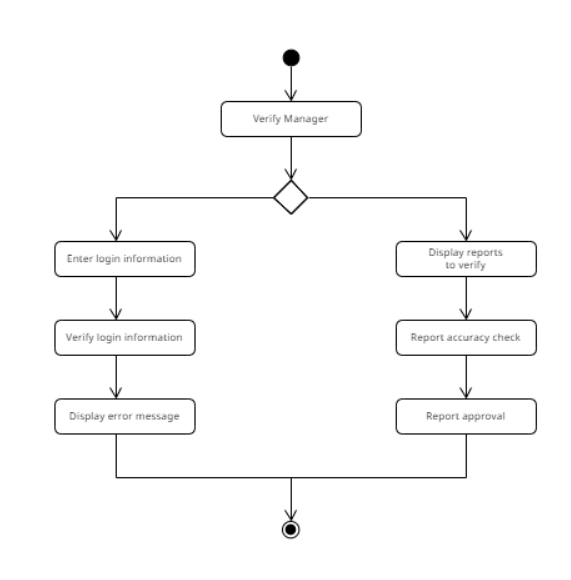 Verify Manager
Enter login information
Display reports
to verify
Verify login information
Report accuracy check
Display error message
Report approval